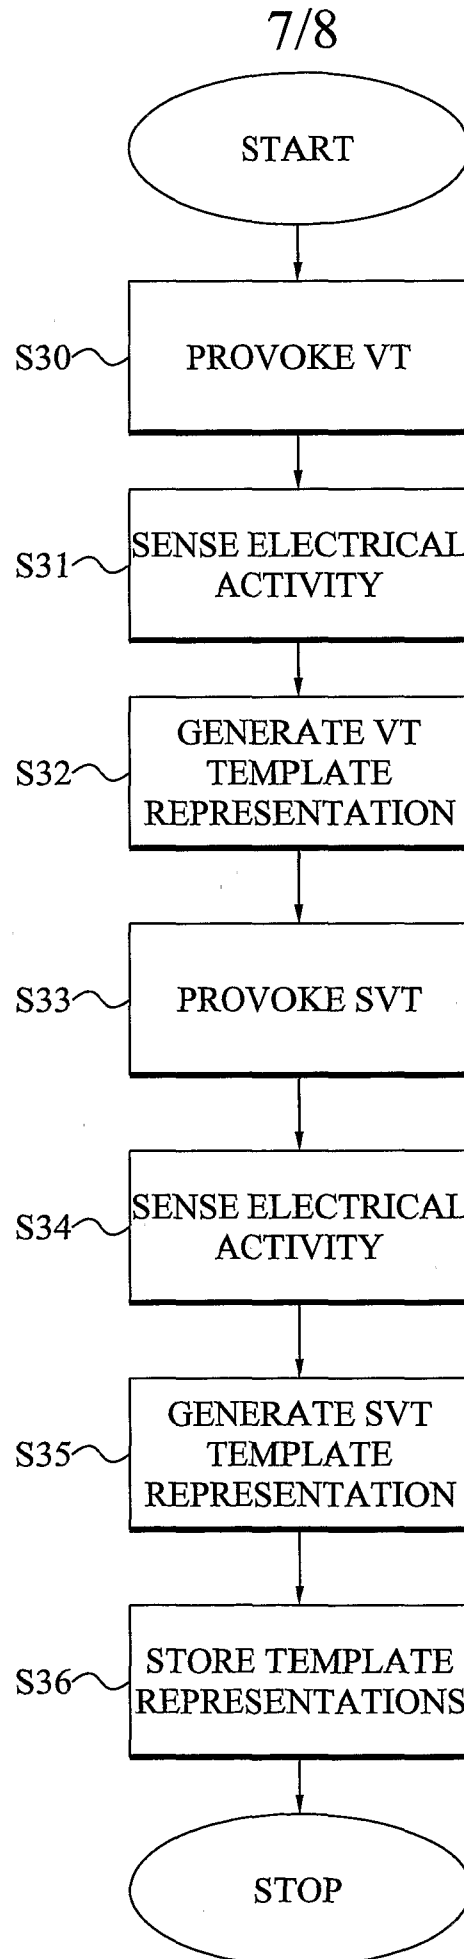 7/8
START
S30
PROVOKE VT
S31
SENSE ELECTRICAL
ACTIVITY
S32
GENERATE VT
TEMPLATE
REPRESENTATION
S33
PROVOKE SVT
S34
SENSE ELECTRICAL
ACTIVITY
S35
GENERATE SVT
TEMPLATE
REPRESENTATION
S36
STORE TEMPLATE
REPRESENTATIONS
STOP